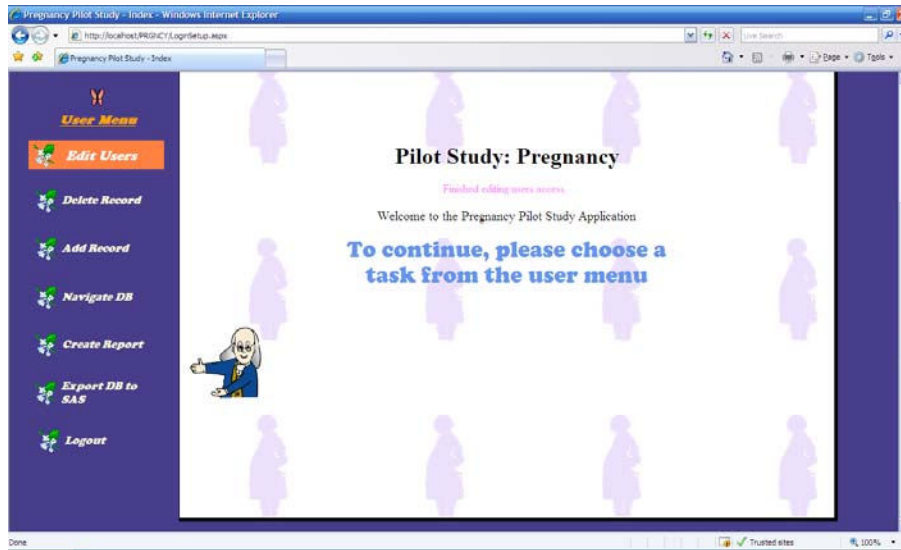 Pregnancy Pilot Study - Index - Windows Internet Explorer
http://localhost/PRGNCY/LoginSetup.aspx
Live Search
Pregnancy Pilot Study - Index
Page
Tools
User Menu
Edit Users
Delete Record
Add Record
Navigate DB
Create Report
Export DB to
SAS
Logout
Pilot Study: Pregnancy
Finished editing users access.
Welcome to the Pregnancy Pilot Study Application
To continue, please choose a
task from the user menu
Done
Trusted sites
100%